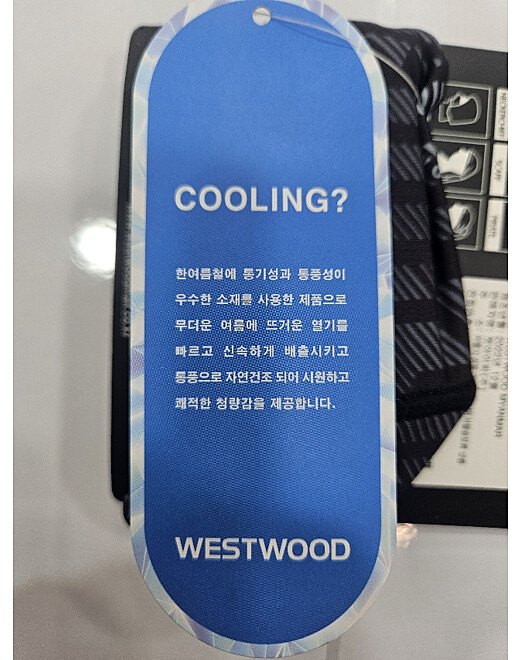 COOLING?
한여름철에 통기성과 통풍성이
우수한 소재를 사용한 제품으로
무더운 여름에 뜨거운 열기를
빠르고 신속하게 배출시키고
통풍으로 자연건조 되어 시원하고
쾌적한 청량감을 제공합니다.
WESTWOOD
NECKERCHIEF
SCARF